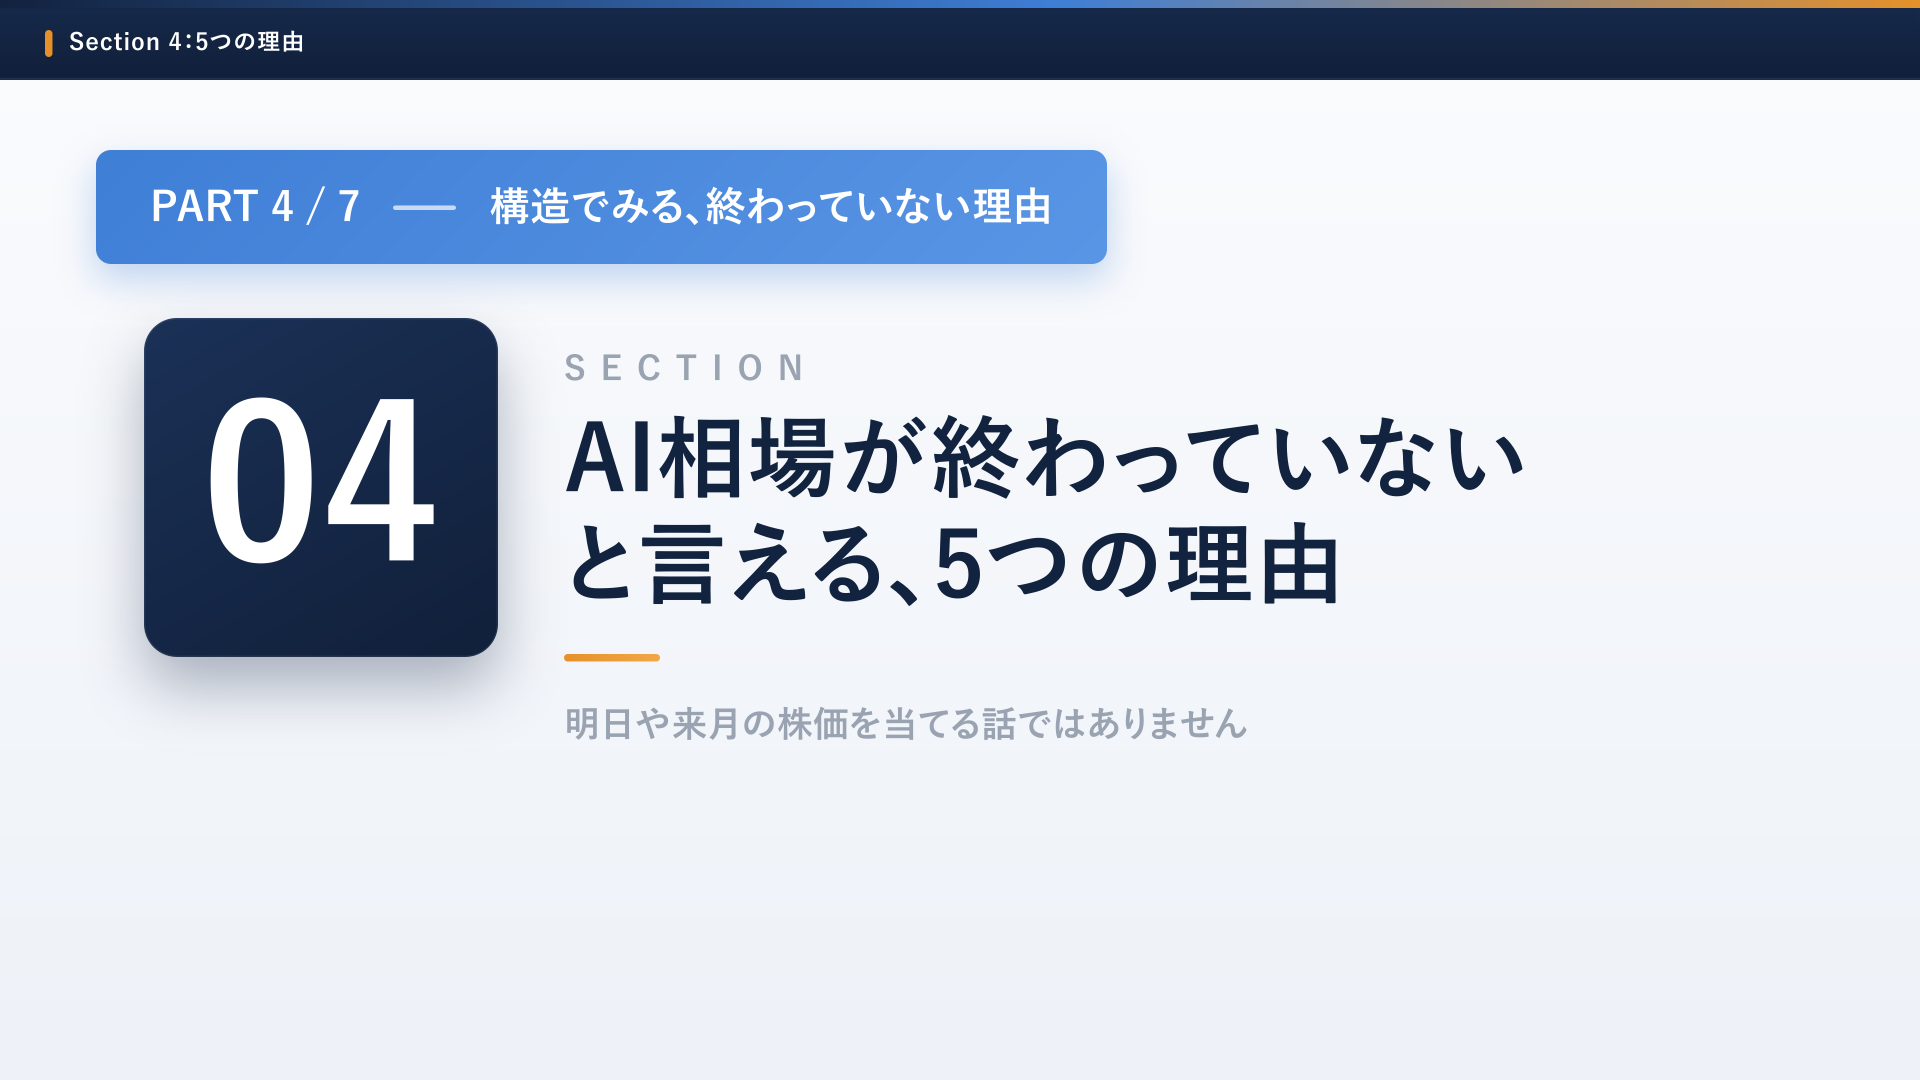 Section 4：5つの理由
PART 4 / 7 — 構造でみる、終わっていない理由
04
SECTION
AI相場が終わっていない
と言える、5つの理由
明日や来月の株価を当てる話ではありません